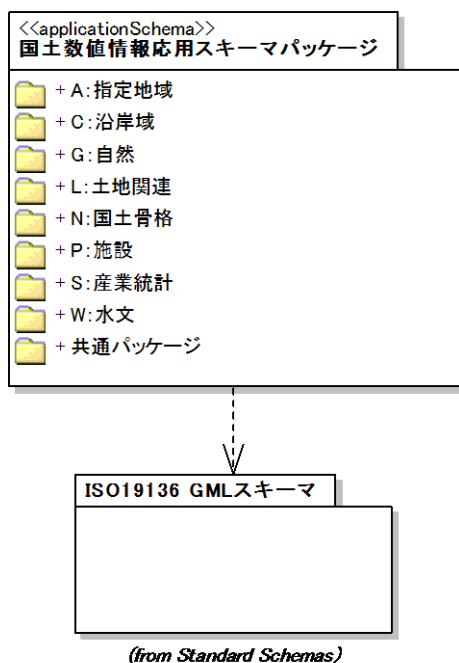 <<applicationSchema>>
国土数値情報応用スキーマパッケージ
+ A:指定地域
+ C:沿岸域
+ G:自然
+ L:土地関連
+ N:国土骨格
+ P:施設
+ S:産業統計
+ W:水文
+ 共通パッケージ
ISO19136 GMLスキーマ
(from Standard Schemas)